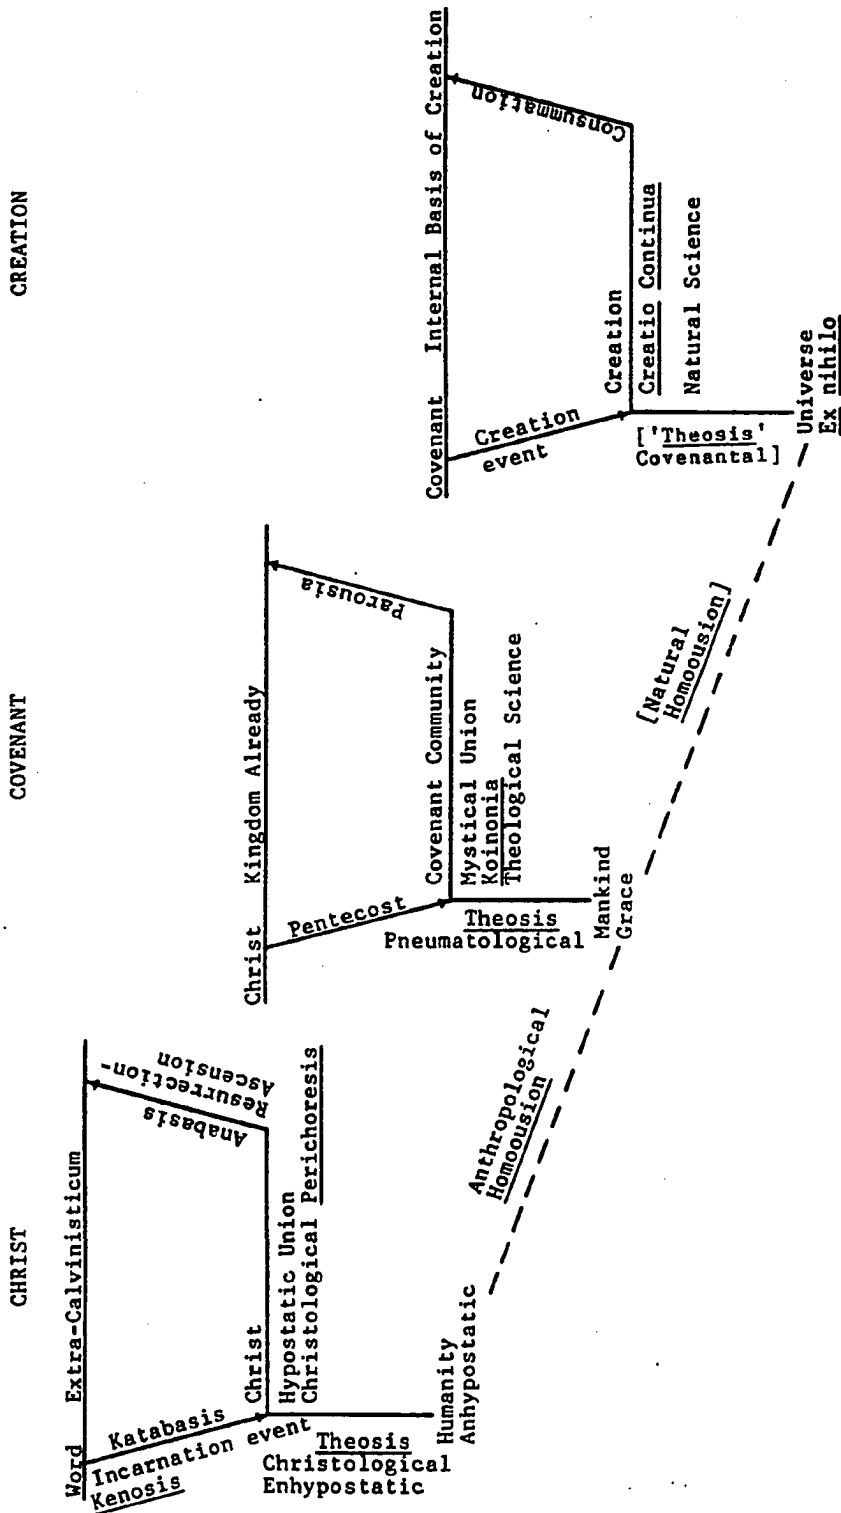 CHRIST
COVENANT
CREATION
Word Extra-Calvinisticum
Katabasis
Incarnation event
Kenosis
Anabasis
Resurrection-
Ascension
Christ
Hypostatic Union
Christological Perichoresis
Theosis
Christological
Enhypostatic
Humanity
Anhypostatic
Anthropological
Homoousion
Christ Kingdom Already
Pentecost
Parousia
Covenant Community
Mystical Union
Koinonia
Theological Science
Theosis
Pneumatological
Mankind
Grace
[Natural
Homoousion]
Covenant Internal Basis of Creation
Creation
event
Consummation
Creation
Creatio Continua
Natural Science
['Theosis'
Covenantal]
Universe
Ex nihilo